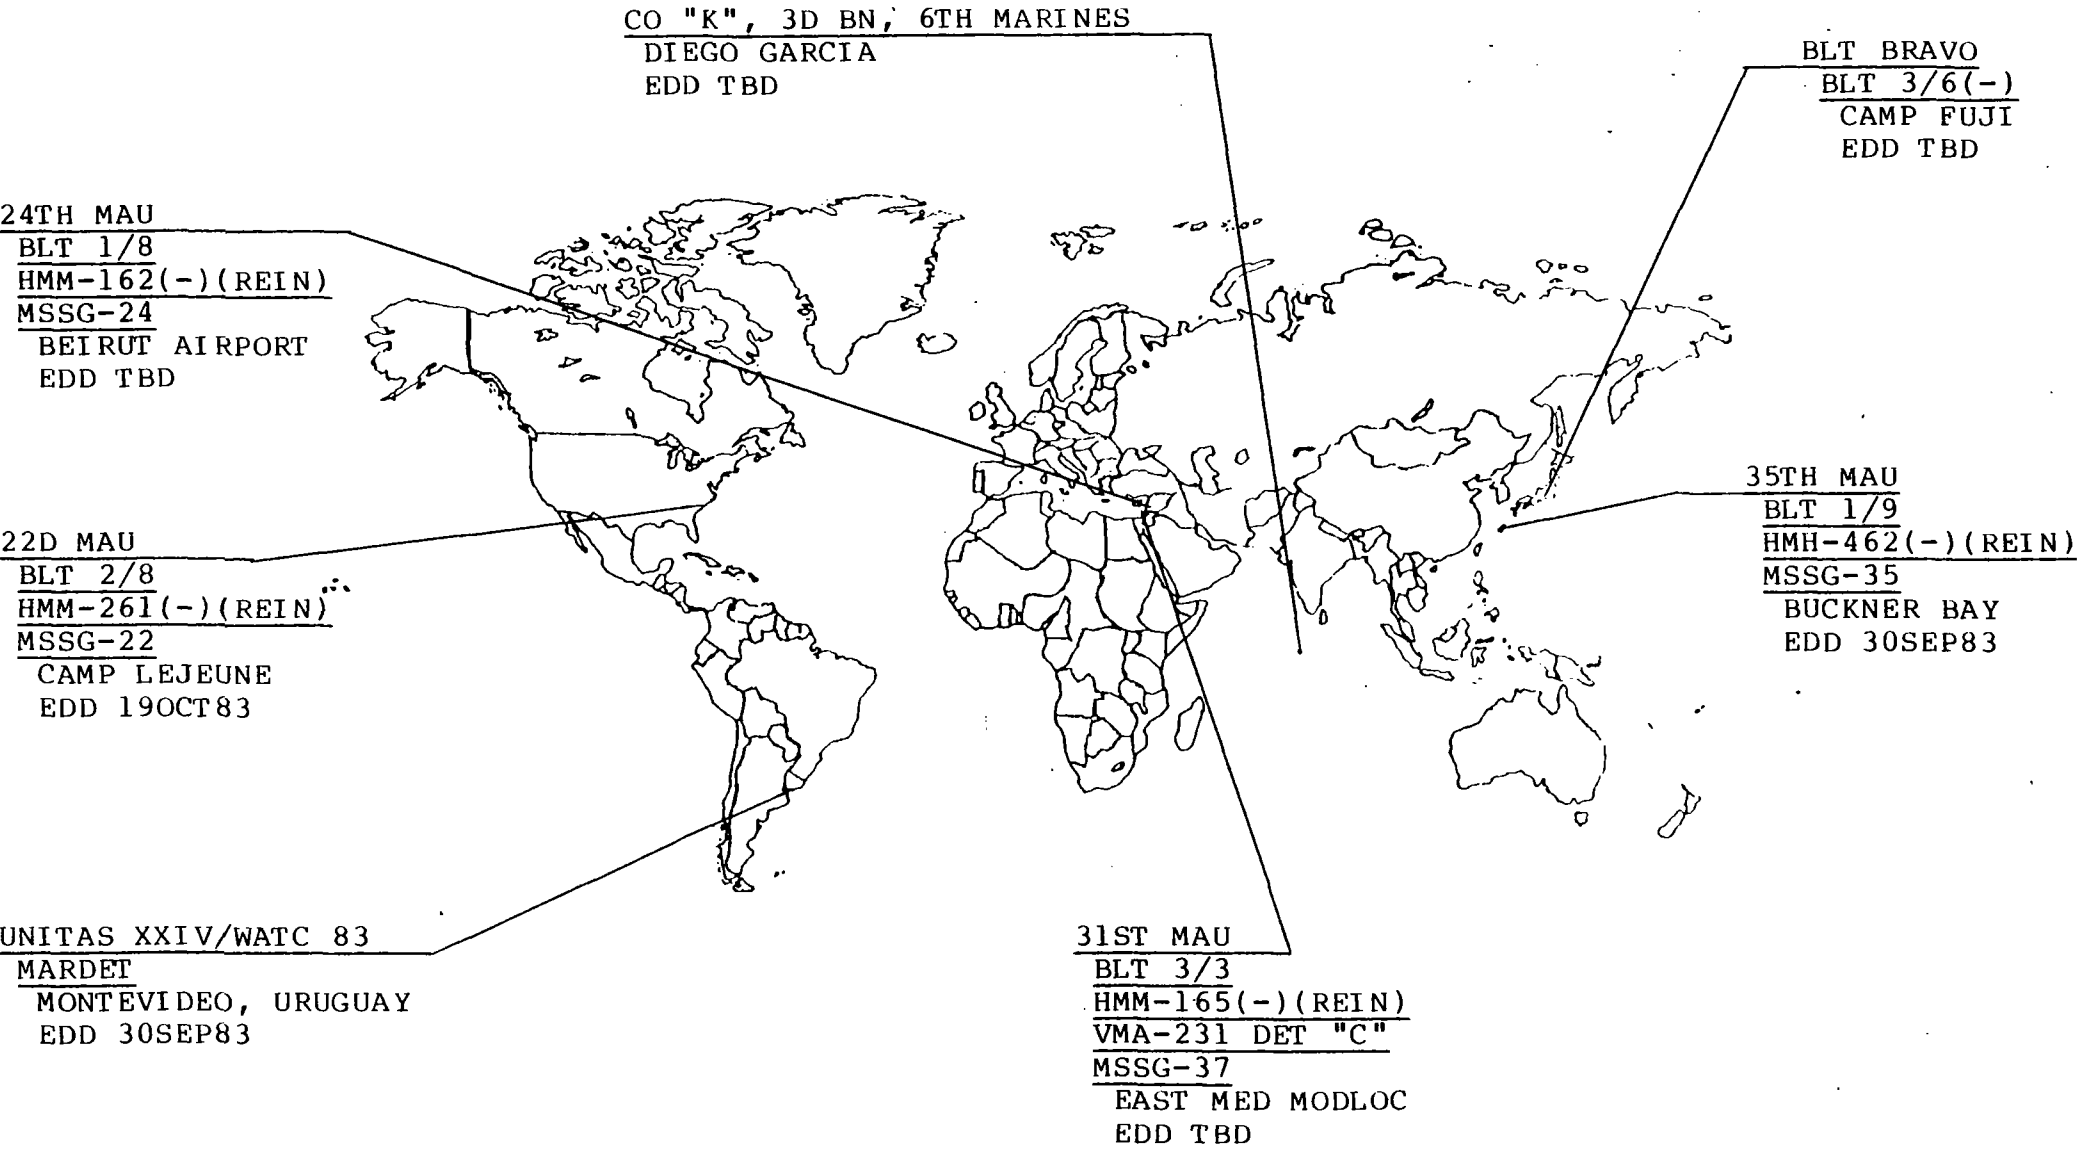 CO "K", 3D BN, 6TH MARINES
DIEGO GARCIA
EDD TBD
BLT BRAVO
BLT 3/6(-)
CAMP FUJI
EDD TBD
24TH MAU
BLT 1/8
HMM-162(-)(REIN)
MSSG-24
BEIRUT AIRPORT
EDD TBD
35TH MAU
BLT 1/9
HMH-462(-)(REIN)
MSSG-35
BUCKNER BAY
EDD 30SEP83
22D MAU
BLT 2/8
HMM-261(-)(REIN)
MSSG-22
CAMP LEJEUNE
EDD 19OCT83
UNITAS XXIV/WATC 83
MARDET
MONTEVIDEO, URUGUAY
EDD 30SEP83
31ST MAU
BLT 3/3
HMM-165(-)(REIN)
VMA-231 DET "C"
MSSG-37
EAST MED MODLOC
EDD TBD